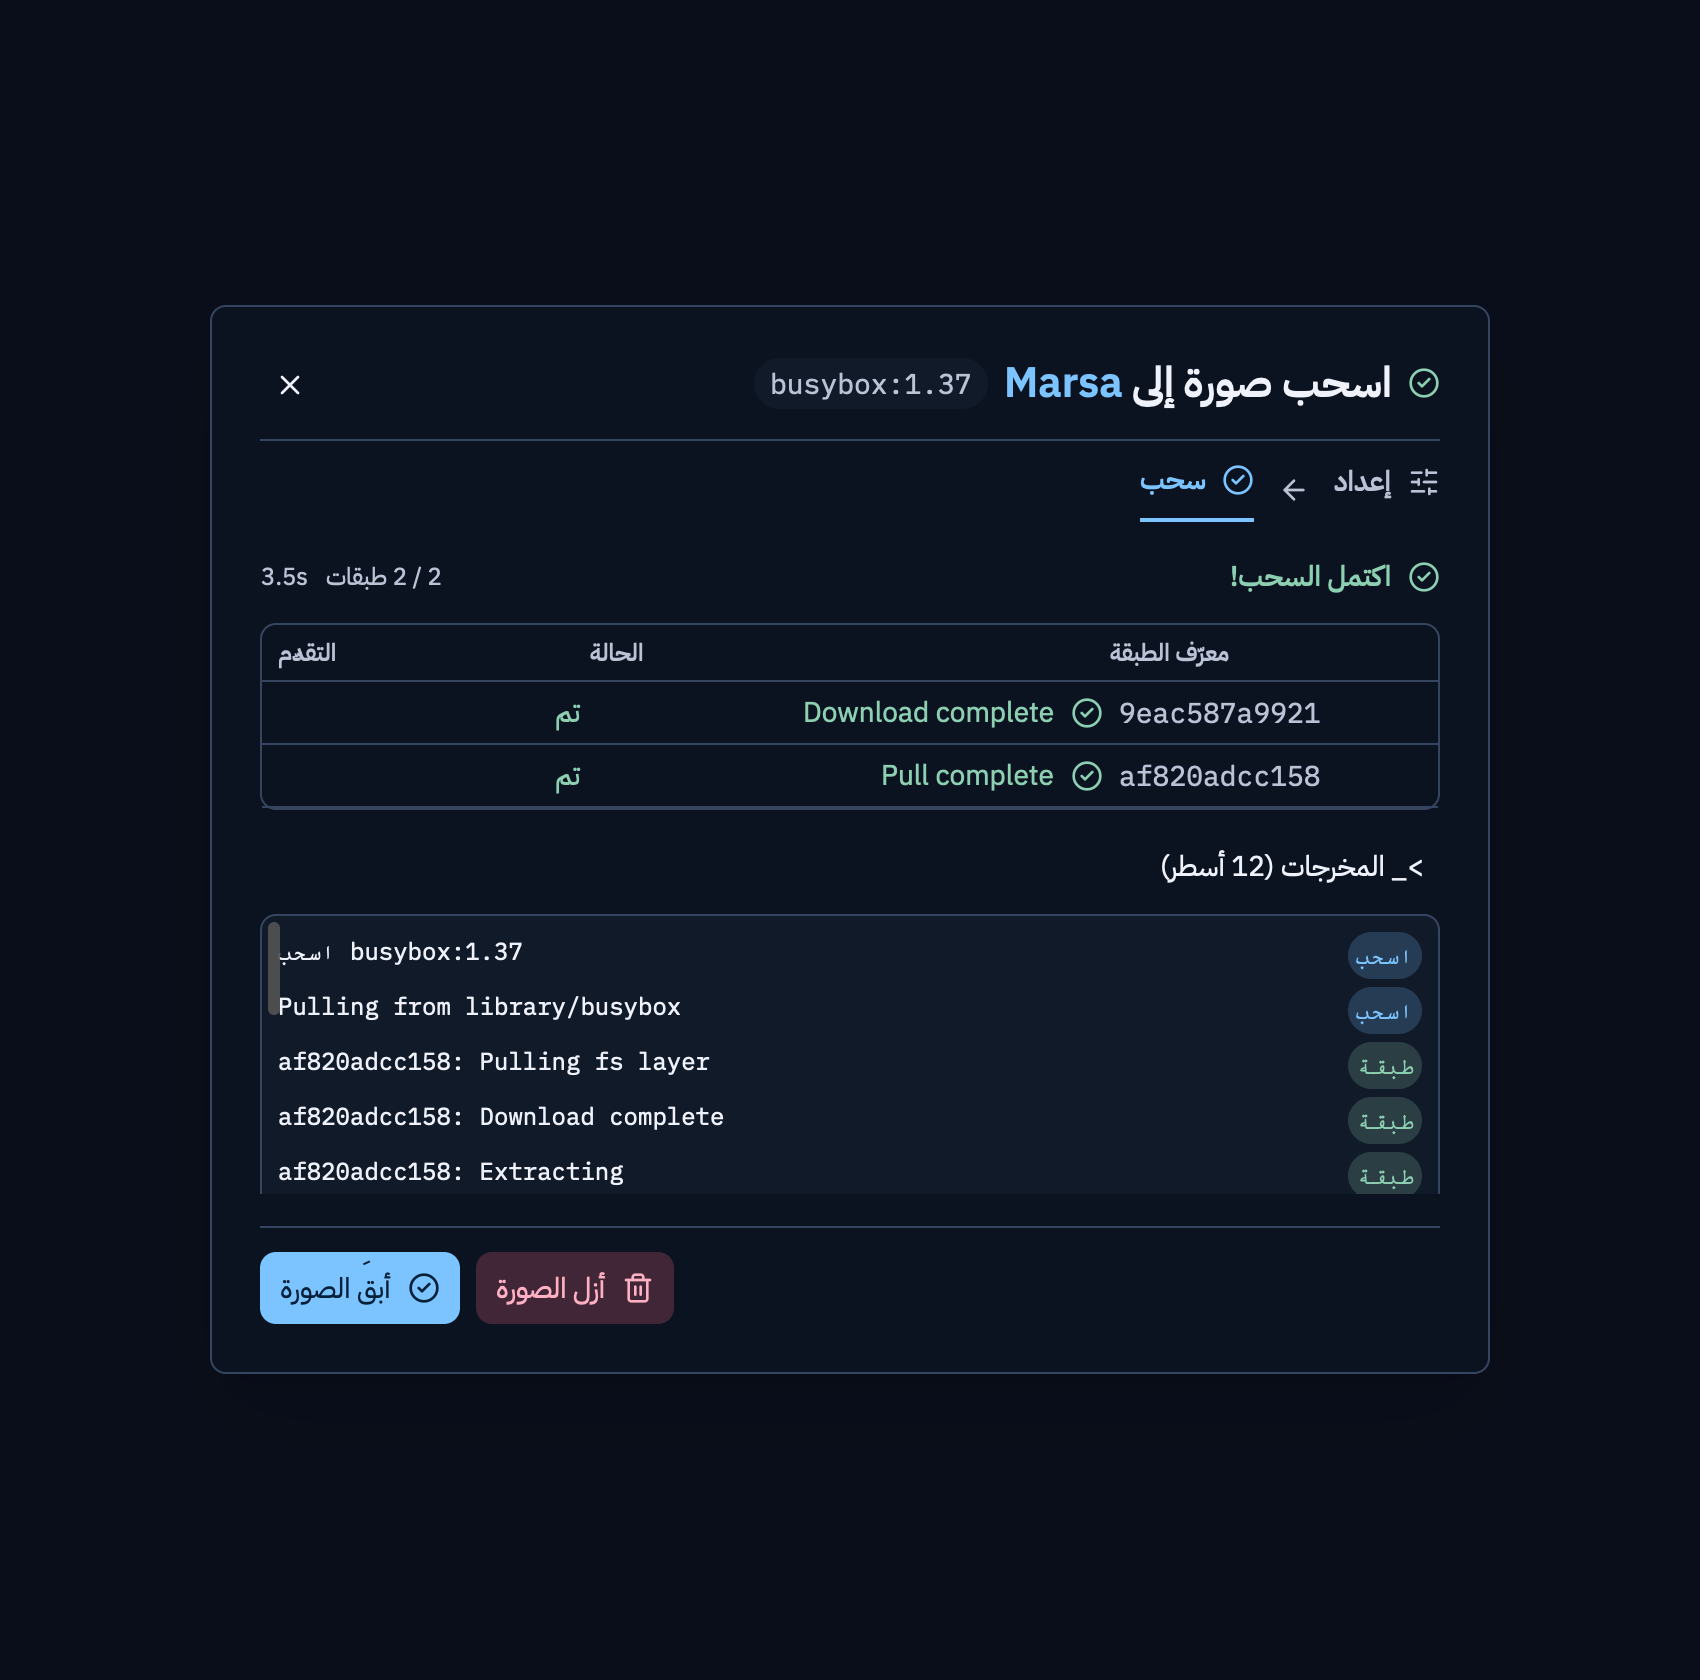 اسحب صورة إلى Marsa busybox:1.37
إعداد ← سحب
اكتمل السحب!
2 / 2 طبقات 3.5s
معرّف الطبقة الحالة التقدم
9eac587a9921 Download complete تم
af820adcc158 Pull complete تم
>_ المخرجات (12 أسطر)
اسحب اسحب busybox:1.37
اسحب Pulling from library/busybox
طبقة af820adcc158: Pulling fs layer
طبقة af820adcc158: Download complete
طبقة af820adcc158: Extracting
أزل الصورة
أبقَ الصورة